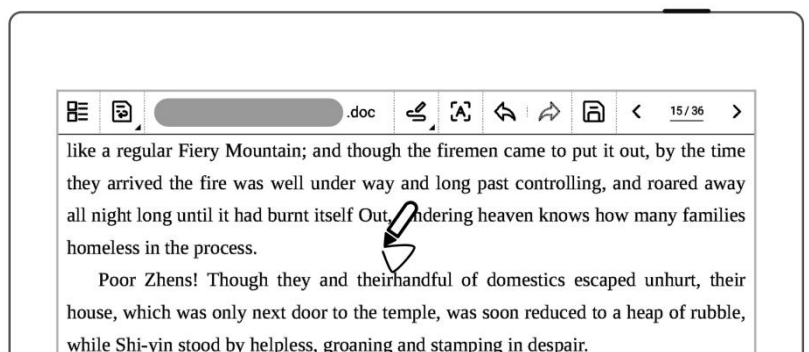 .doc
A
15/36
like a regular Fiery Mountain; and though the firemen came to put it out, by the time
they arrived the fire was well under way and long past controlling, and roared away
all night long until it had burnt itself Out, ndering heaven knows how many families
homeless in the process.
Poor Zhens! Though they and theirhandful of domestics escaped unhurt, their
house, which was only next door to the temple, was soon reduced to a heap of rubble,
while Shi-yin stood by helpless, groaning and stamping in despair.